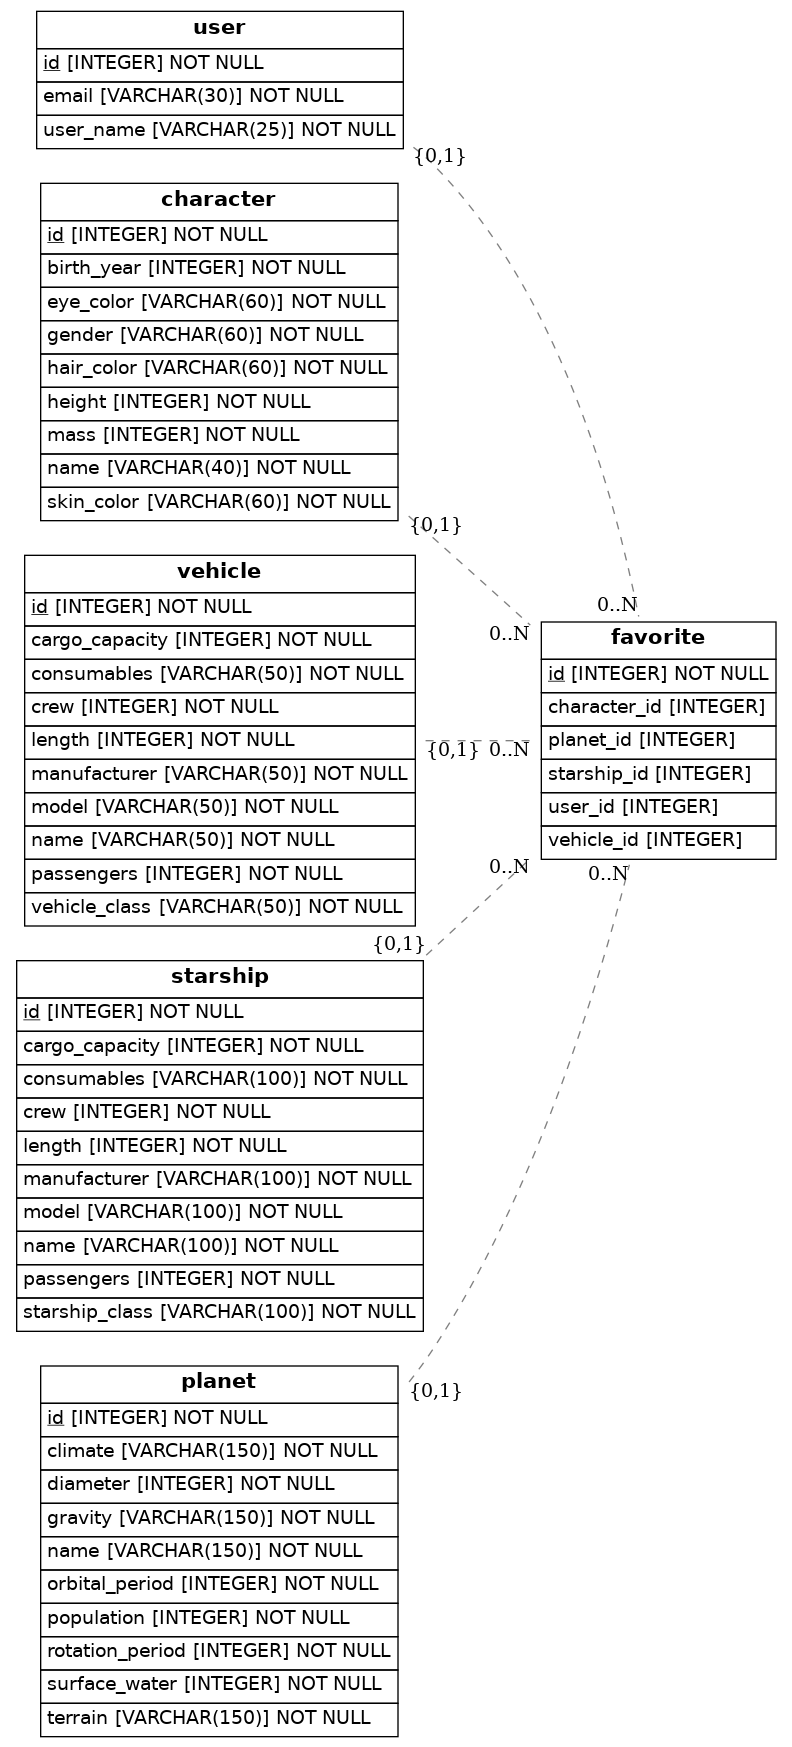 user
id [INTEGER] NOT NULL
email [VARCHAR(30)] NOT NULL
user_name [VARCHAR(25)] NOT NULL
{0,1}
character
id [INTEGER] NOT NULL
birth_year [INTEGER] NOT NULL
eye_color [VARCHAR(60)] NOT NULL
gender [VARCHAR(60)] NOT NULL
hair_color [VARCHAR(60)] NOT NULL
height [INTEGER] NOT NULL
mass [INTEGER] NOT NULL
name [VARCHAR(40)] NOT NULL
skin_color [VARCHAR(60)] NOT NULL
{0,1}
vehicle
id [INTEGER] NOT NULL
cargo_capacity [INTEGER] NOT NULL
consumables [VARCHAR(50)] NOT NULL
crew [INTEGER] NOT NULL
length [INTEGER] NOT NULL
manufacturer [VARCHAR(50)] NOT NULL
model [VARCHAR(50)] NOT NULL
name [VARCHAR(50)] NOT NULL
passengers [INTEGER] NOT NULL
vehicle_class [VARCHAR(50)] NOT NULL
{0,1}
0..N
0..N
0..N
favorite
id [INTEGER] NOT NULL
character_id [INTEGER]
planet_id [INTEGER]
starship_id [INTEGER]
user_id [INTEGER]
vehicle_id [INTEGER]
0..N
0..N
{0,1}
starship
id [INTEGER] NOT NULL
cargo_capacity [INTEGER] NOT NULL
consumables [VARCHAR(100)] NOT NULL
crew [INTEGER] NOT NULL
length [INTEGER] NOT NULL
manufacturer [VARCHAR(100)] NOT NULL
model [VARCHAR(100)] NOT NULL
name [VARCHAR(100)] NOT NULL
passengers [INTEGER] NOT NULL
starship_class [VARCHAR(100)] NOT NULL
planet
{0,1}
id [INTEGER] NOT NULL
climate [VARCHAR(150)] NOT NULL
diameter [INTEGER] NOT NULL
gravity [VARCHAR(150)] NOT NULL
name [VARCHAR(150)] NOT NULL
orbital_period [INTEGER] NOT NULL
population [INTEGER] NOT NULL
rotation_period [INTEGER] NOT NULL
surface_water [INTEGER] NOT NULL
terrain [VARCHAR(150)] NOT NULL